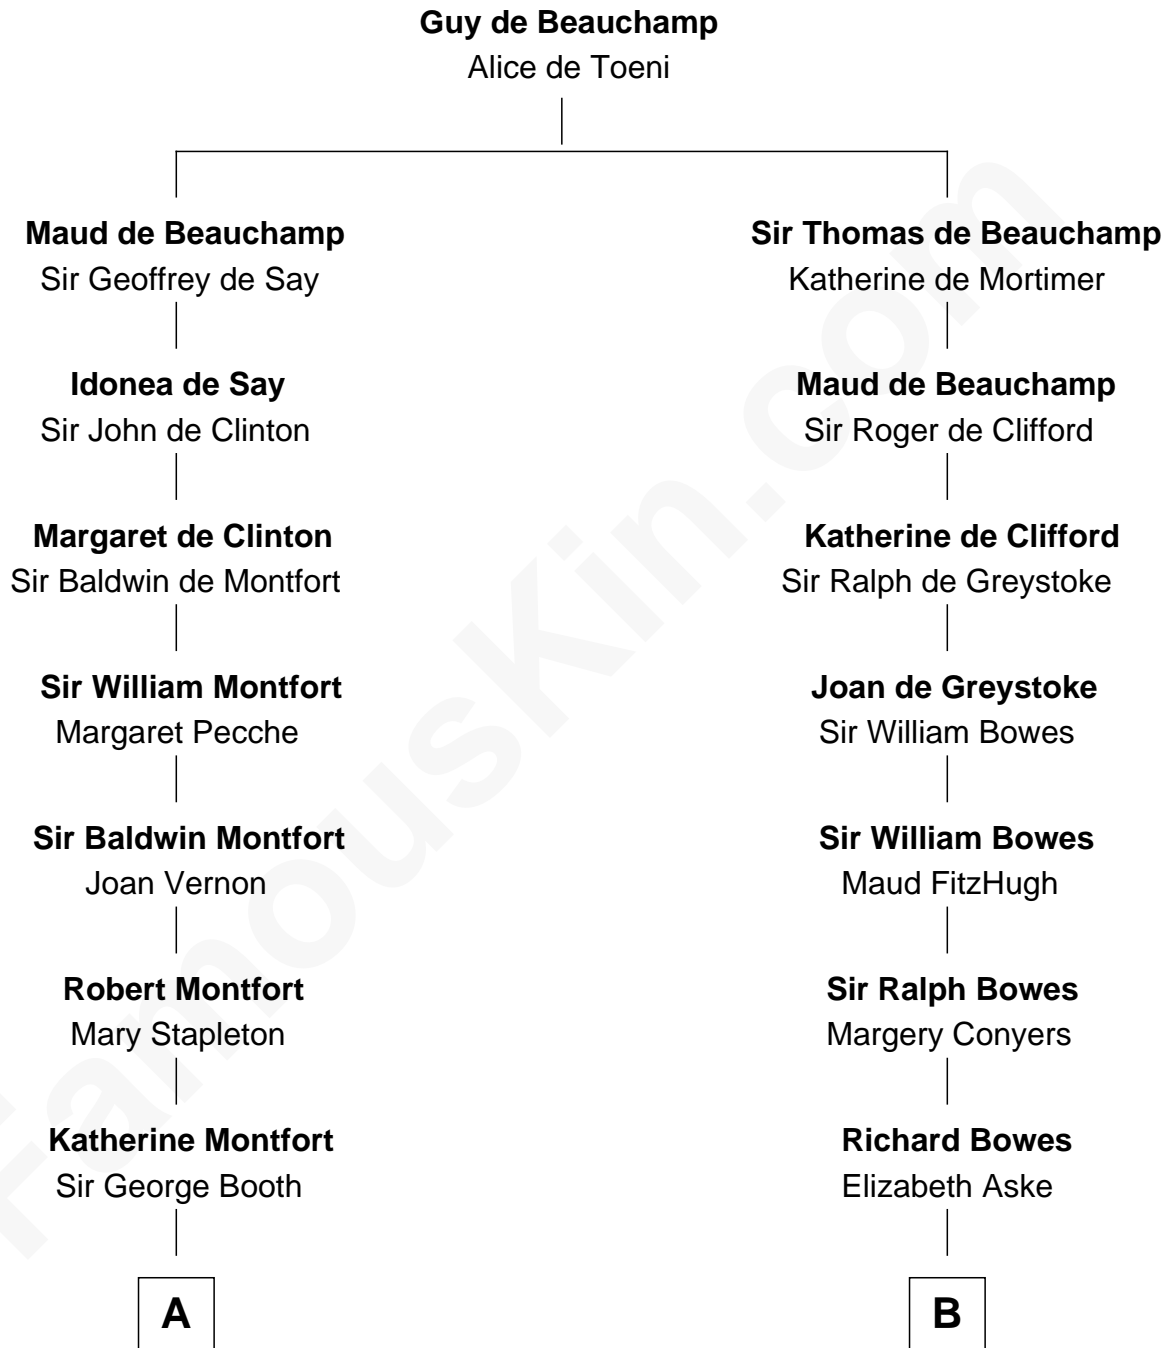 Guy de Beauchamp
Alice de Toeni
Maud de Beauchamp
Sir Geoffrey de Say
Idonea de Say
Sir John de Clinton
Margaret de Clinton
Sir Baldwin de Montfort
Sir William Montfort
Margaret Pecche
Sir Baldwin Montfort
Joan Vernon
Robert Montfort
Mary Stapleton
Katherine Montfort
Sir George Booth
A
Sir Thomas de Beauchamp
Katherine de Mortimer
Maud de Beauchamp
Sir Roger de Clifford
Katherine de Clifford
Sir Ralph de Greystoke
Joan de Greystoke
Sir William Bowes
Sir William Bowes
Maud FitzHugh
Sir Ralph Bowes
Margery Conyers
Richard Bowes
Elizabeth Aske
B
FamousKin.com